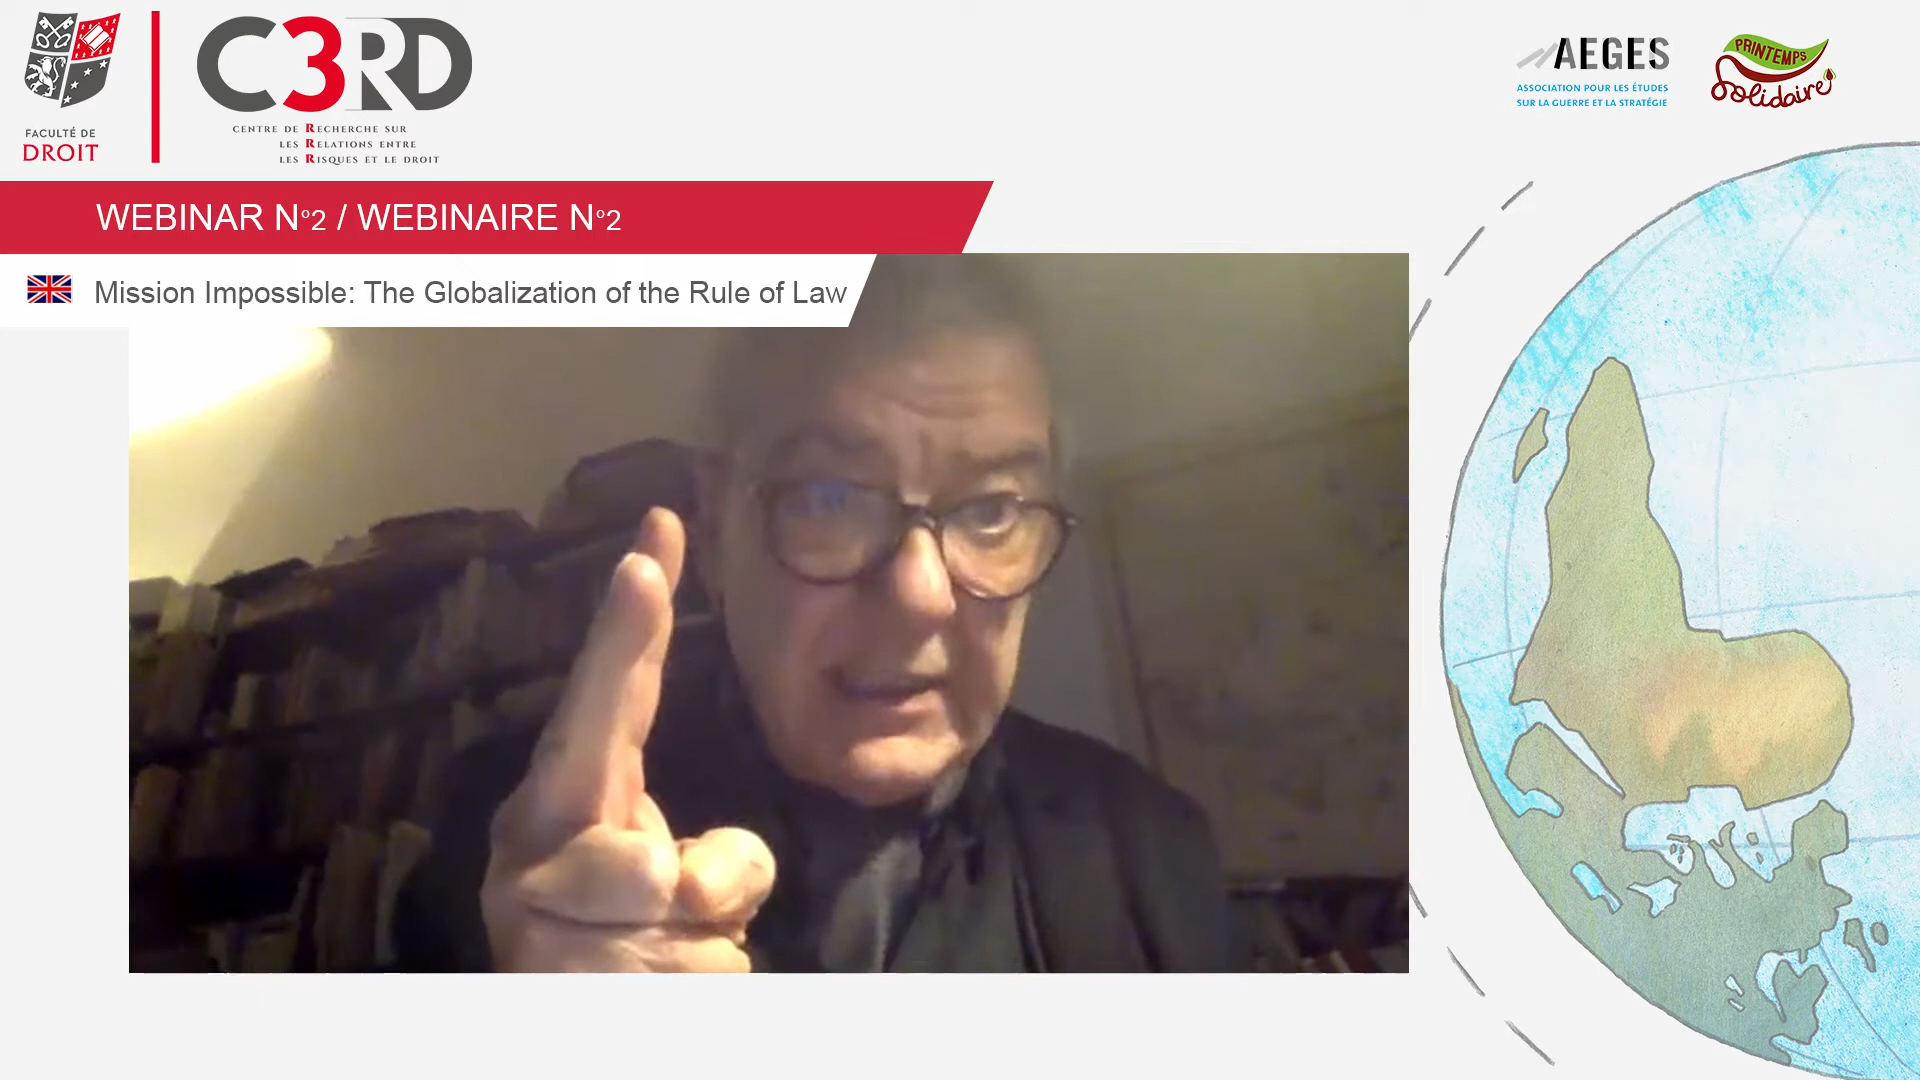 C3RD
FACULTÉ DE
DROIT
CENTRE DE RECHERCHE SUR
LES RELATIONS ENTRE
LES RISQUES ET LE DROIT
AEGES
ASSOCIATION POUR LES ÉTUDES
SUR LA GUERRE ET LA STRATÉGIE
PRINTEMPS
Solidaire
WEBINAR N°2 / WEBINAIRE N°2
Mission Impossible: The Globalization of the Rule of Law